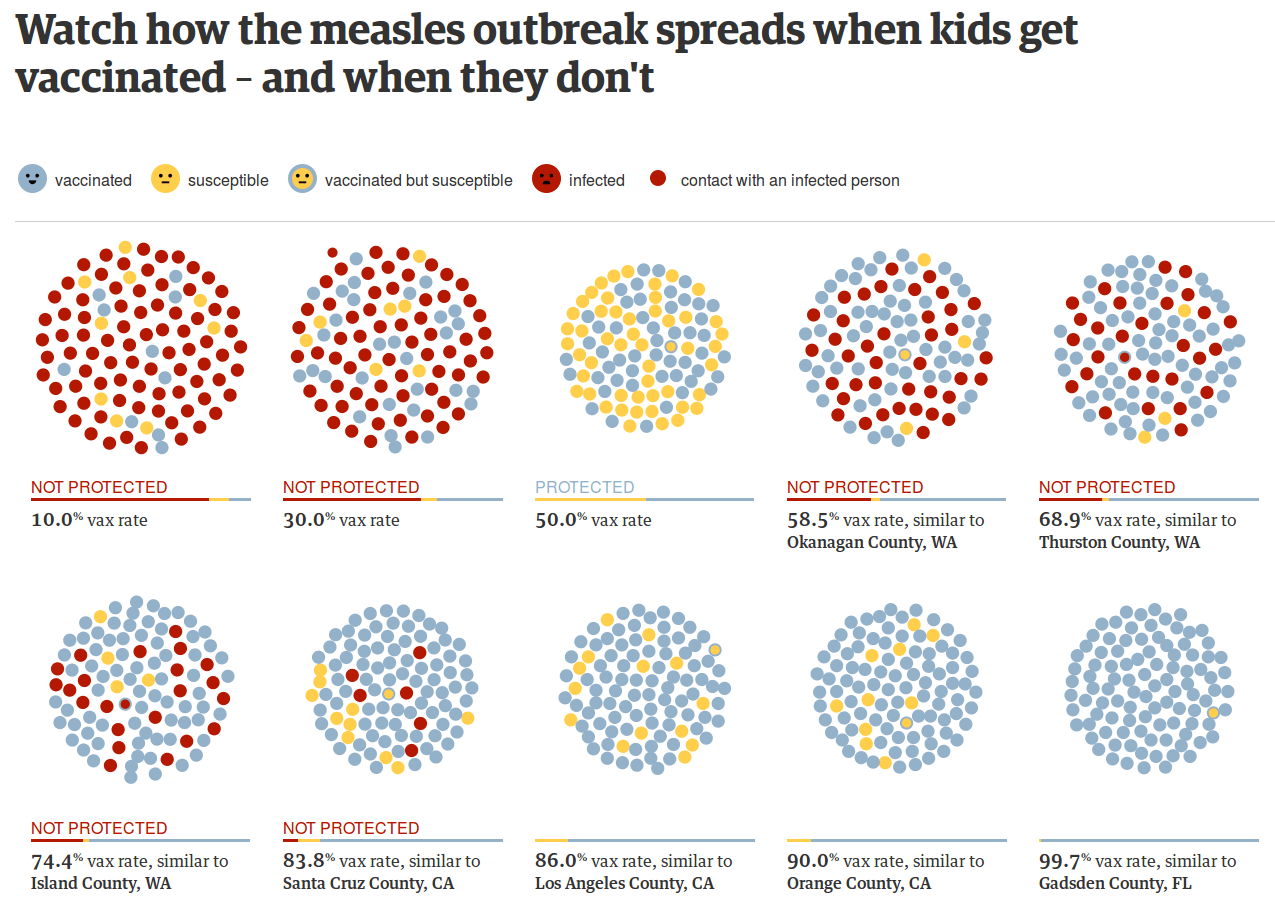 Watch how the measles outbreak spreads when kids get
vaccinated – and when they don't
vaccinated
susceptible
vaccinated but susceptible
infected
contact with an infected person
NOT PROTECTED
10.0% vax rate
NOT PROTECTED
30.0% vax rate
PROTECTED
50.0% vax rate
NOT PROTECTED
58.5% vax rate, similar to
Okanagan County, WA
NOT PROTECTED
68.9% vax rate, similar to
Thurston County, WA
NOT PROTECTED
74.4% vax rate, similar to
Island County, WA
NOT PROTECTED
83.8% vax rate, similar to
Santa Cruz County, CA
86.0% vax rate, similar to
Los Angeles County, CA
90.0% vax rate, similar to
Orange County, CA
99.7% vax rate, similar to
Gadsden County, FL